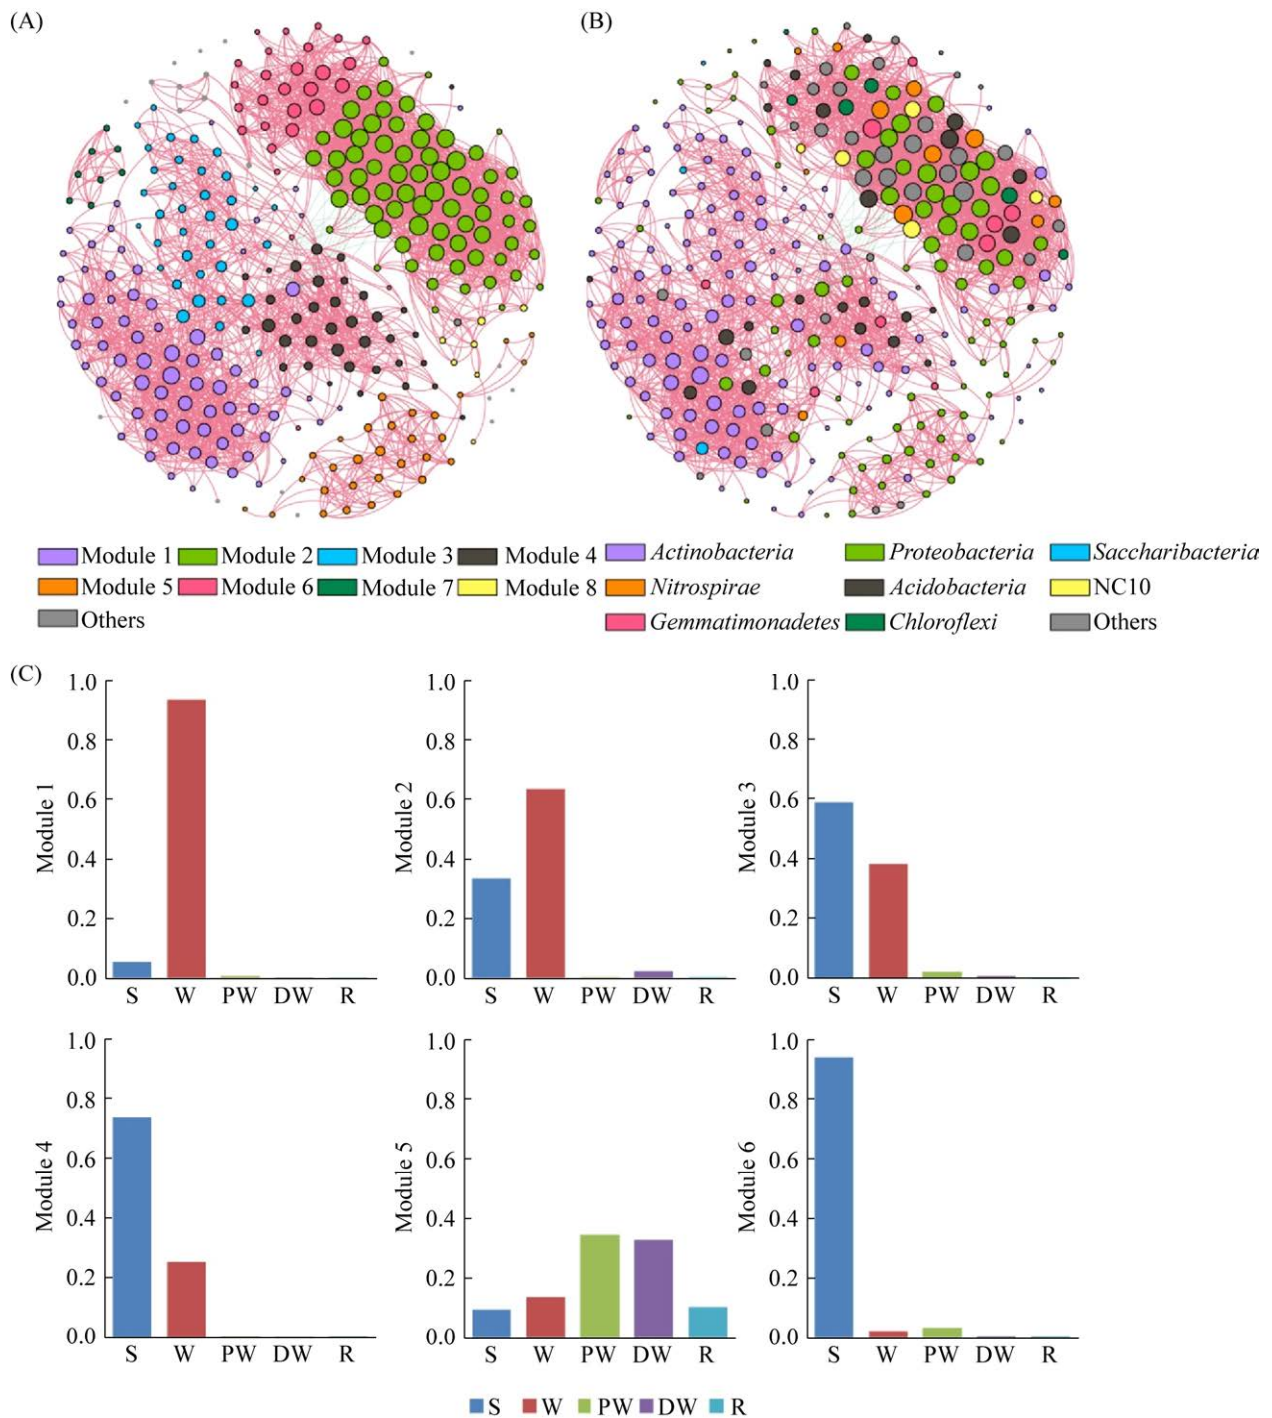 (A) (B)
Module 1 Module 2 Module 3 Module 4 Actinobacteria Proteobacteria Saccharibacteria
Module 5 Module 6 Module 7 Module 8 Nitrospirae Acidobacteria NC10
Others Gemmatimonadetes Chloroflexi Others
(C)
1.0 1.0 1.0
0.8 0.8 0.8
0.6 0.6 0.6
0.4 0.4 0.4
0.2 0.2 0.2
0.0 0.0 0.0
Module 1 Module 2 Module 3
S W PW DW R S W PW DW R S W PW DW R
1.0 1.0 1.0
0.8 0.8 0.8
0.6 0.6 0.6
0.4 0.4 0.4
0.2 0.2 0.2
0.0 0.0 0.0
Module 4 Module 5 Module 6
S W PW DW R S W PW DW R S W PW DW R
S W PW DW R